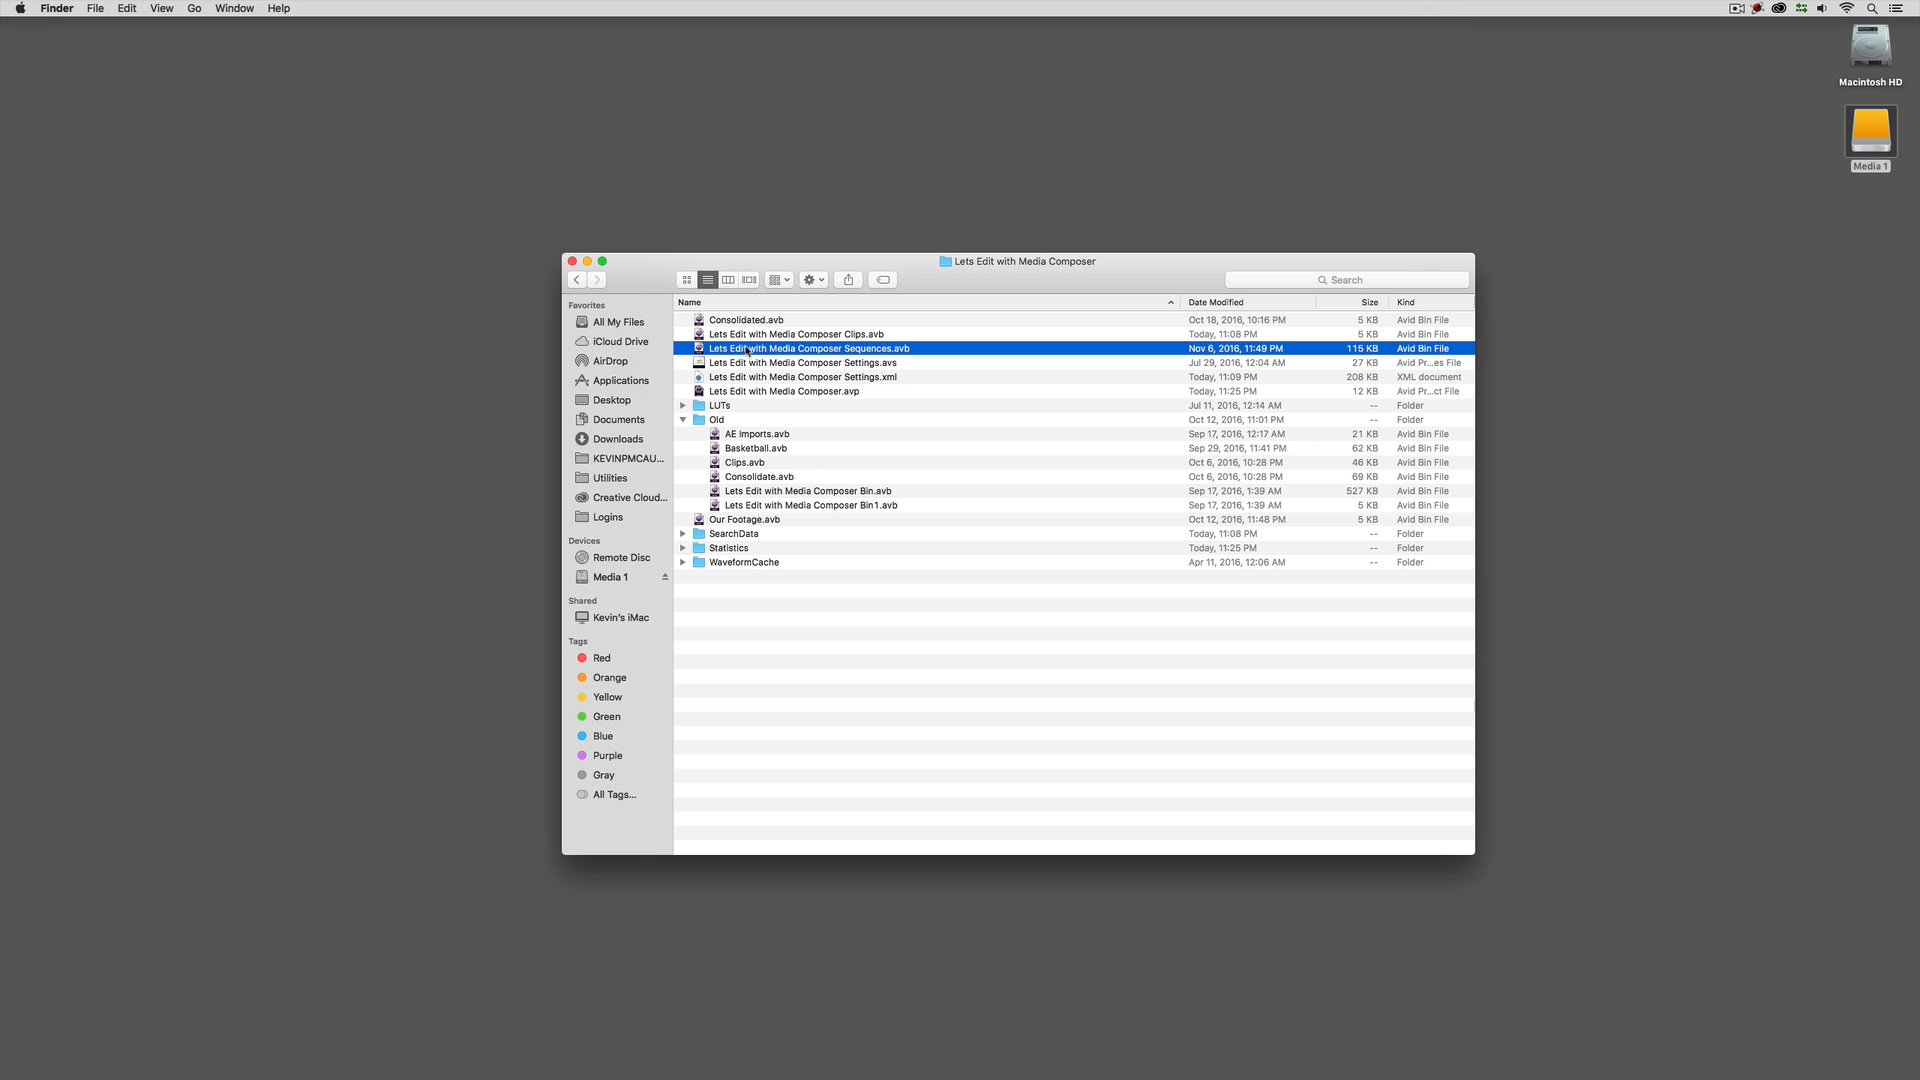 Finder File Edit View Go Window Help
Macintosh HD
Media 1
Lets Edit with Media Composer
Search
Favorites
All My Files
iCloud Drive
AirDrop
Applications
Desktop
Documents
Downloads
KEVINPMCAU...
Utilities
Creative Cloud...
Logins
Devices
Remote Disc
Media 1
Shared
Kevin's iMac
Tags
Red
Orange
Yellow
Green
Blue
Purple
Gray
All Tags...
Name Date Modified Size Kind
Consolidated.avb Oct 18, 2016, 10:16 PM 5 KB Avid Bin File
Lets Edit with Media Composer Clips.avb Today, 11:08 PM 5 KB Avid Bin File
Lets Edit with Media Composer Sequences.avb Nov 6, 2016, 11:49 PM 115 KB Avid Bin File
Lets Edit with Media Composer Settings.avs Jul 29, 2016, 12:04 AM 27 KB Avid Pr...es File
Lets Edit with Media Composer Settings.xml Today, 11:09 PM 208 KB XML document
Lets Edit with Media Composer.avp Today, 11:25 PM 12 KB Avid Pr...ct File
LUTs Jul 11, 2016, 12:14 AM -- Folder
Old Oct 12, 2016, 11:01 PM -- Folder
AE Imports.avb Sep 17, 2016, 12:17 AM 21 KB Avid Bin File
Basketball.avb Sep 29, 2016, 11:41 PM 62 KB Avid Bin File
Clips.avb Oct 6, 2016, 10:28 PM 46 KB Avid Bin File
Consolidate.avb Oct 6, 2016, 10:28 PM 69 KB Avid Bin File
Lets Edit with Media Composer Bin.avb Sep 17, 2016, 1:39 AM 527 KB Avid Bin File
Lets Edit with Media Composer Bin1.avb Sep 17, 2016, 1:39 AM 5 KB Avid Bin File
Our Footage.avb Oct 12, 2016, 11:48 PM 5 KB Avid Bin File
SearchData Today, 11:08 PM -- Folder
Statistics Today, 11:25 PM -- Folder
WaveformCache Apr 11, 2016, 12:06 AM -- Folder